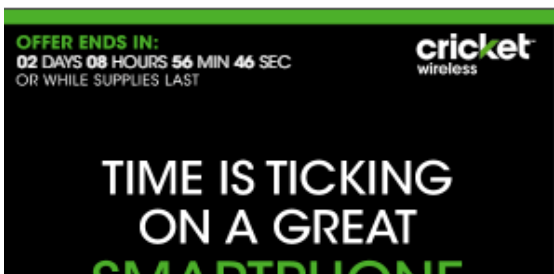 OFFER ENDS IN:
02 DAYS 08 HOURS 56 MIN 46 SEC
OR WHILE SUPPLIES LAST
cricket
wireless
TIME IS TICKING
ON A GREAT
SMARTPHONE